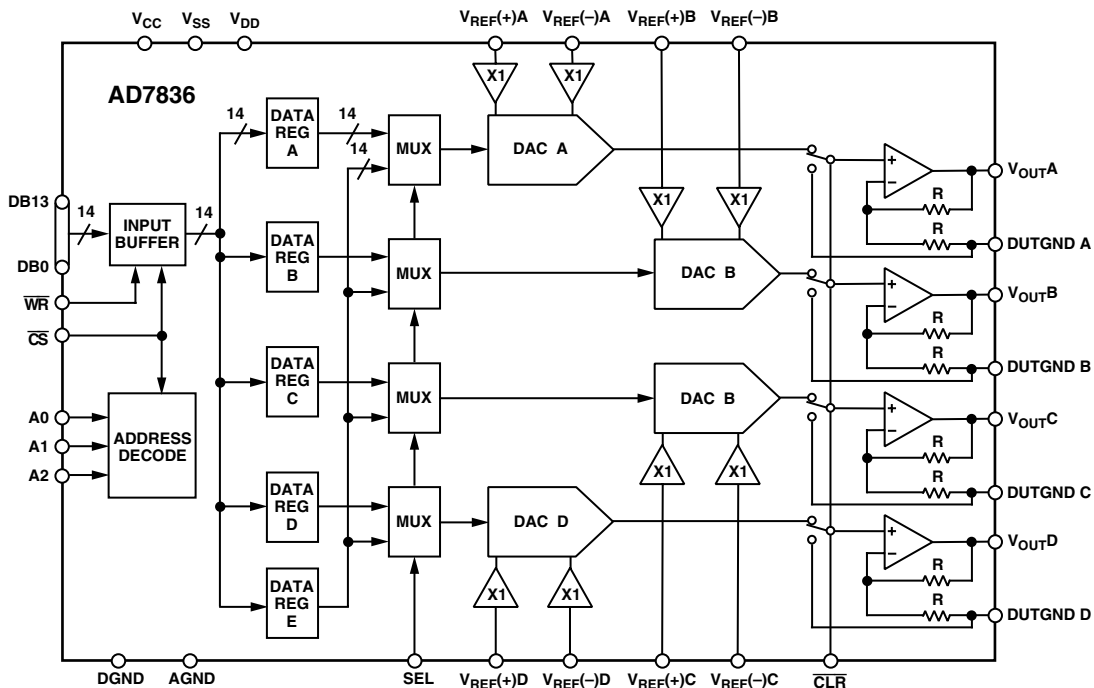 VCC VSS VDD VREF(+)A VREF(–)A VREF(+)B VREF(–)B
AD7836
X1 X1
14 DATA REG A 14
14
MUX
DAC A
+
–
VOUTA
R
R
DUTGND A
DB13
14
INPUT BUFFER
14
DB0
DATA REG B
MUX
X1 X1
DAC B
+
–
VOUTB
R
R
DUTGND B
WR
CS
DATA REG C
MUX
DAC B
X1 X1
+
–
VOUTC
R
R
DUTGND C
A0
A1
A2
ADDRESS DECODE
DATA REG D
MUX
DAC D
X1 X1
+
–
VOUTD
R
R
DUTGND D
DATA REG E
DGND AGND SEL VREF(+)D VREF(–)D VREF(+)C VREF(–)C CLR